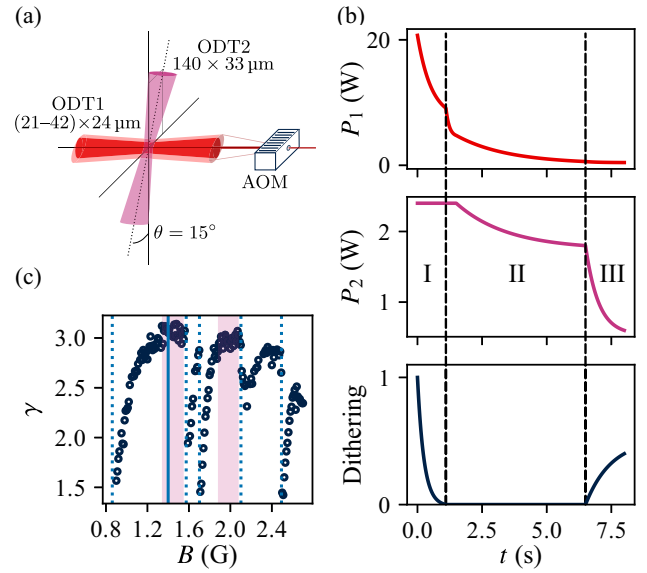 (a)
ODT2
140 × 33 μm
ODT1
(21–42)×24 μm
AOM
θ = 15°
(b)
20
P₁ (W)
0
P₂ (W)
2
1
I
II
III
1
Dithering
0
0.0
2.5
5.0
7.5
t (s)
(c)
3.0
2.5
γ
2.0
1.5
0.8
1.2
1.6
2.0
2.4
B (G)